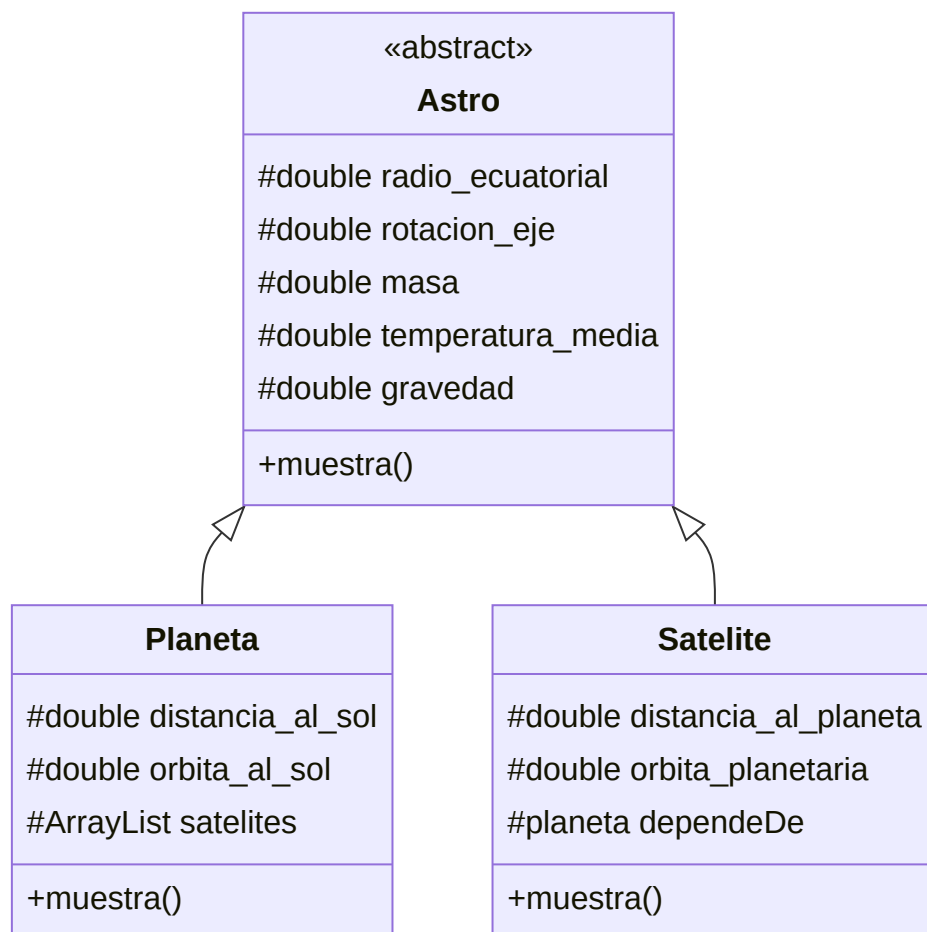 «abstract»
Astro
#double radio_ecuatorial
#double rotacion_eje
#double masa
#double temperatura_media
#double gravedad
+muestra()
Planeta
#double distancia_al_sol
#double orbita_al_sol
#ArrayList satelites
+muestra()
Satelite
#double distancia_al_planeta
#double orbita_planetaria
#planeta dependeDe
+muestra()